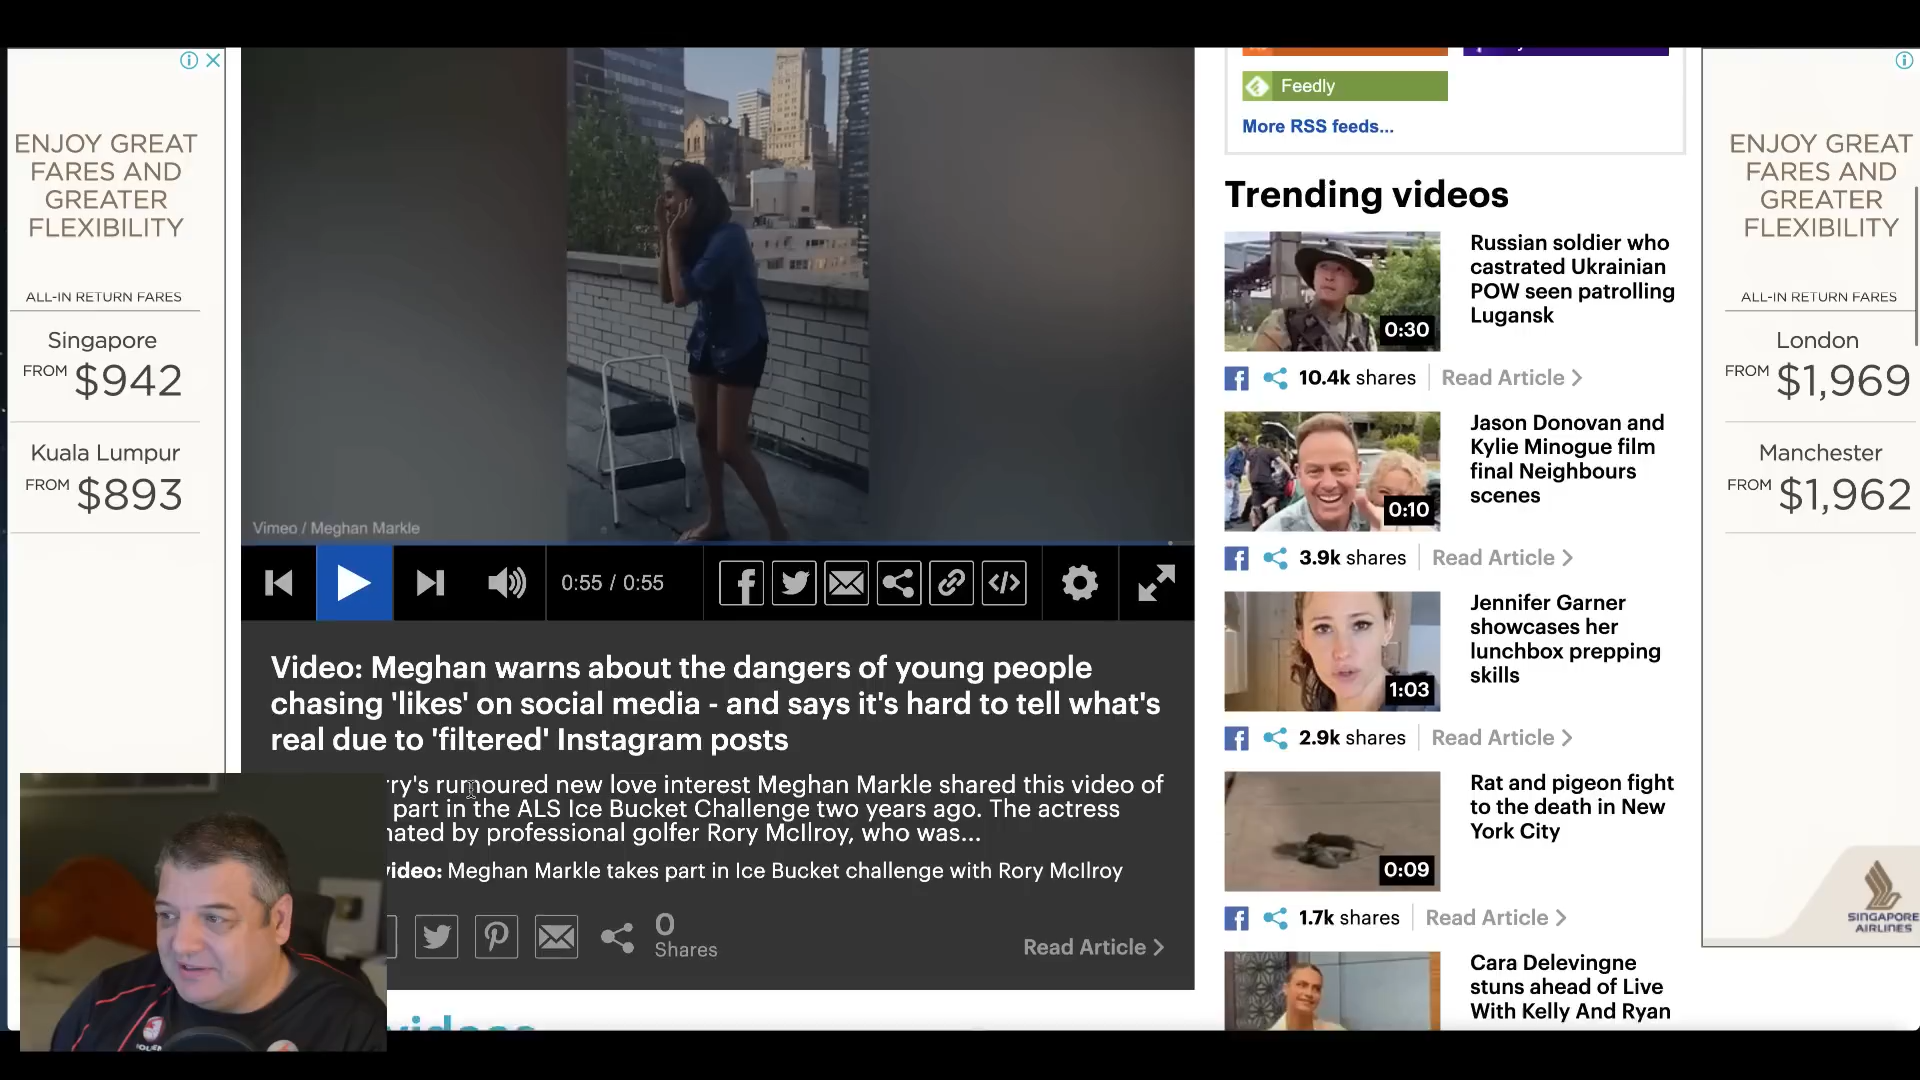 ENJOY GREAT
FARES AND
GREATER
FLEXIBILITY
ALL-IN RETURN FARES
Singapore
FROM $942
Kuala Lumpur
FROM $893
Vimeo / Meghan Markle
0:55 / 0:55
Video: Meghan warns about the dangers of young people
chasing 'likes' on social media - and says it's hard to tell what's
real due to 'filtered' Instagram posts
rry's rumoured new love interest Meghan Markle shared this video of
part in the ALS Ice Bucket Challenge two years ago. The actress
nated by professional golfer Rory McIlroy, who was...
video: Meghan Markle takes part in Ice Bucket challenge with Rory McIlroy
0
Shares
Read Article
videos
Feedly
More RSS feeds...
Trending videos
Russian soldier who
castrated Ukrainian
POW seen patrolling
Lugansk
0:30
10.4k shares
Read Article
Jason Donovan and
Kylie Minogue film
final Neighbours
scenes
0:10
3.9k shares
Read Article
Jennifer Garner
showcases her
lunchbox prepping
skills
1:03
2.9k shares
Read Article
Rat and pigeon fight
to the death in New
York City
0:09
1.7k shares
Read Article
Cara Delevingne
stuns ahead of Live
With Kelly And Ryan
ENJOY GREAT
FARES AND
GREATER
FLEXIBILITY
ALL-IN RETURN FARES
London
FROM $1,969
Manchester
FROM $1,962
SINGAPORE
AIRLINES